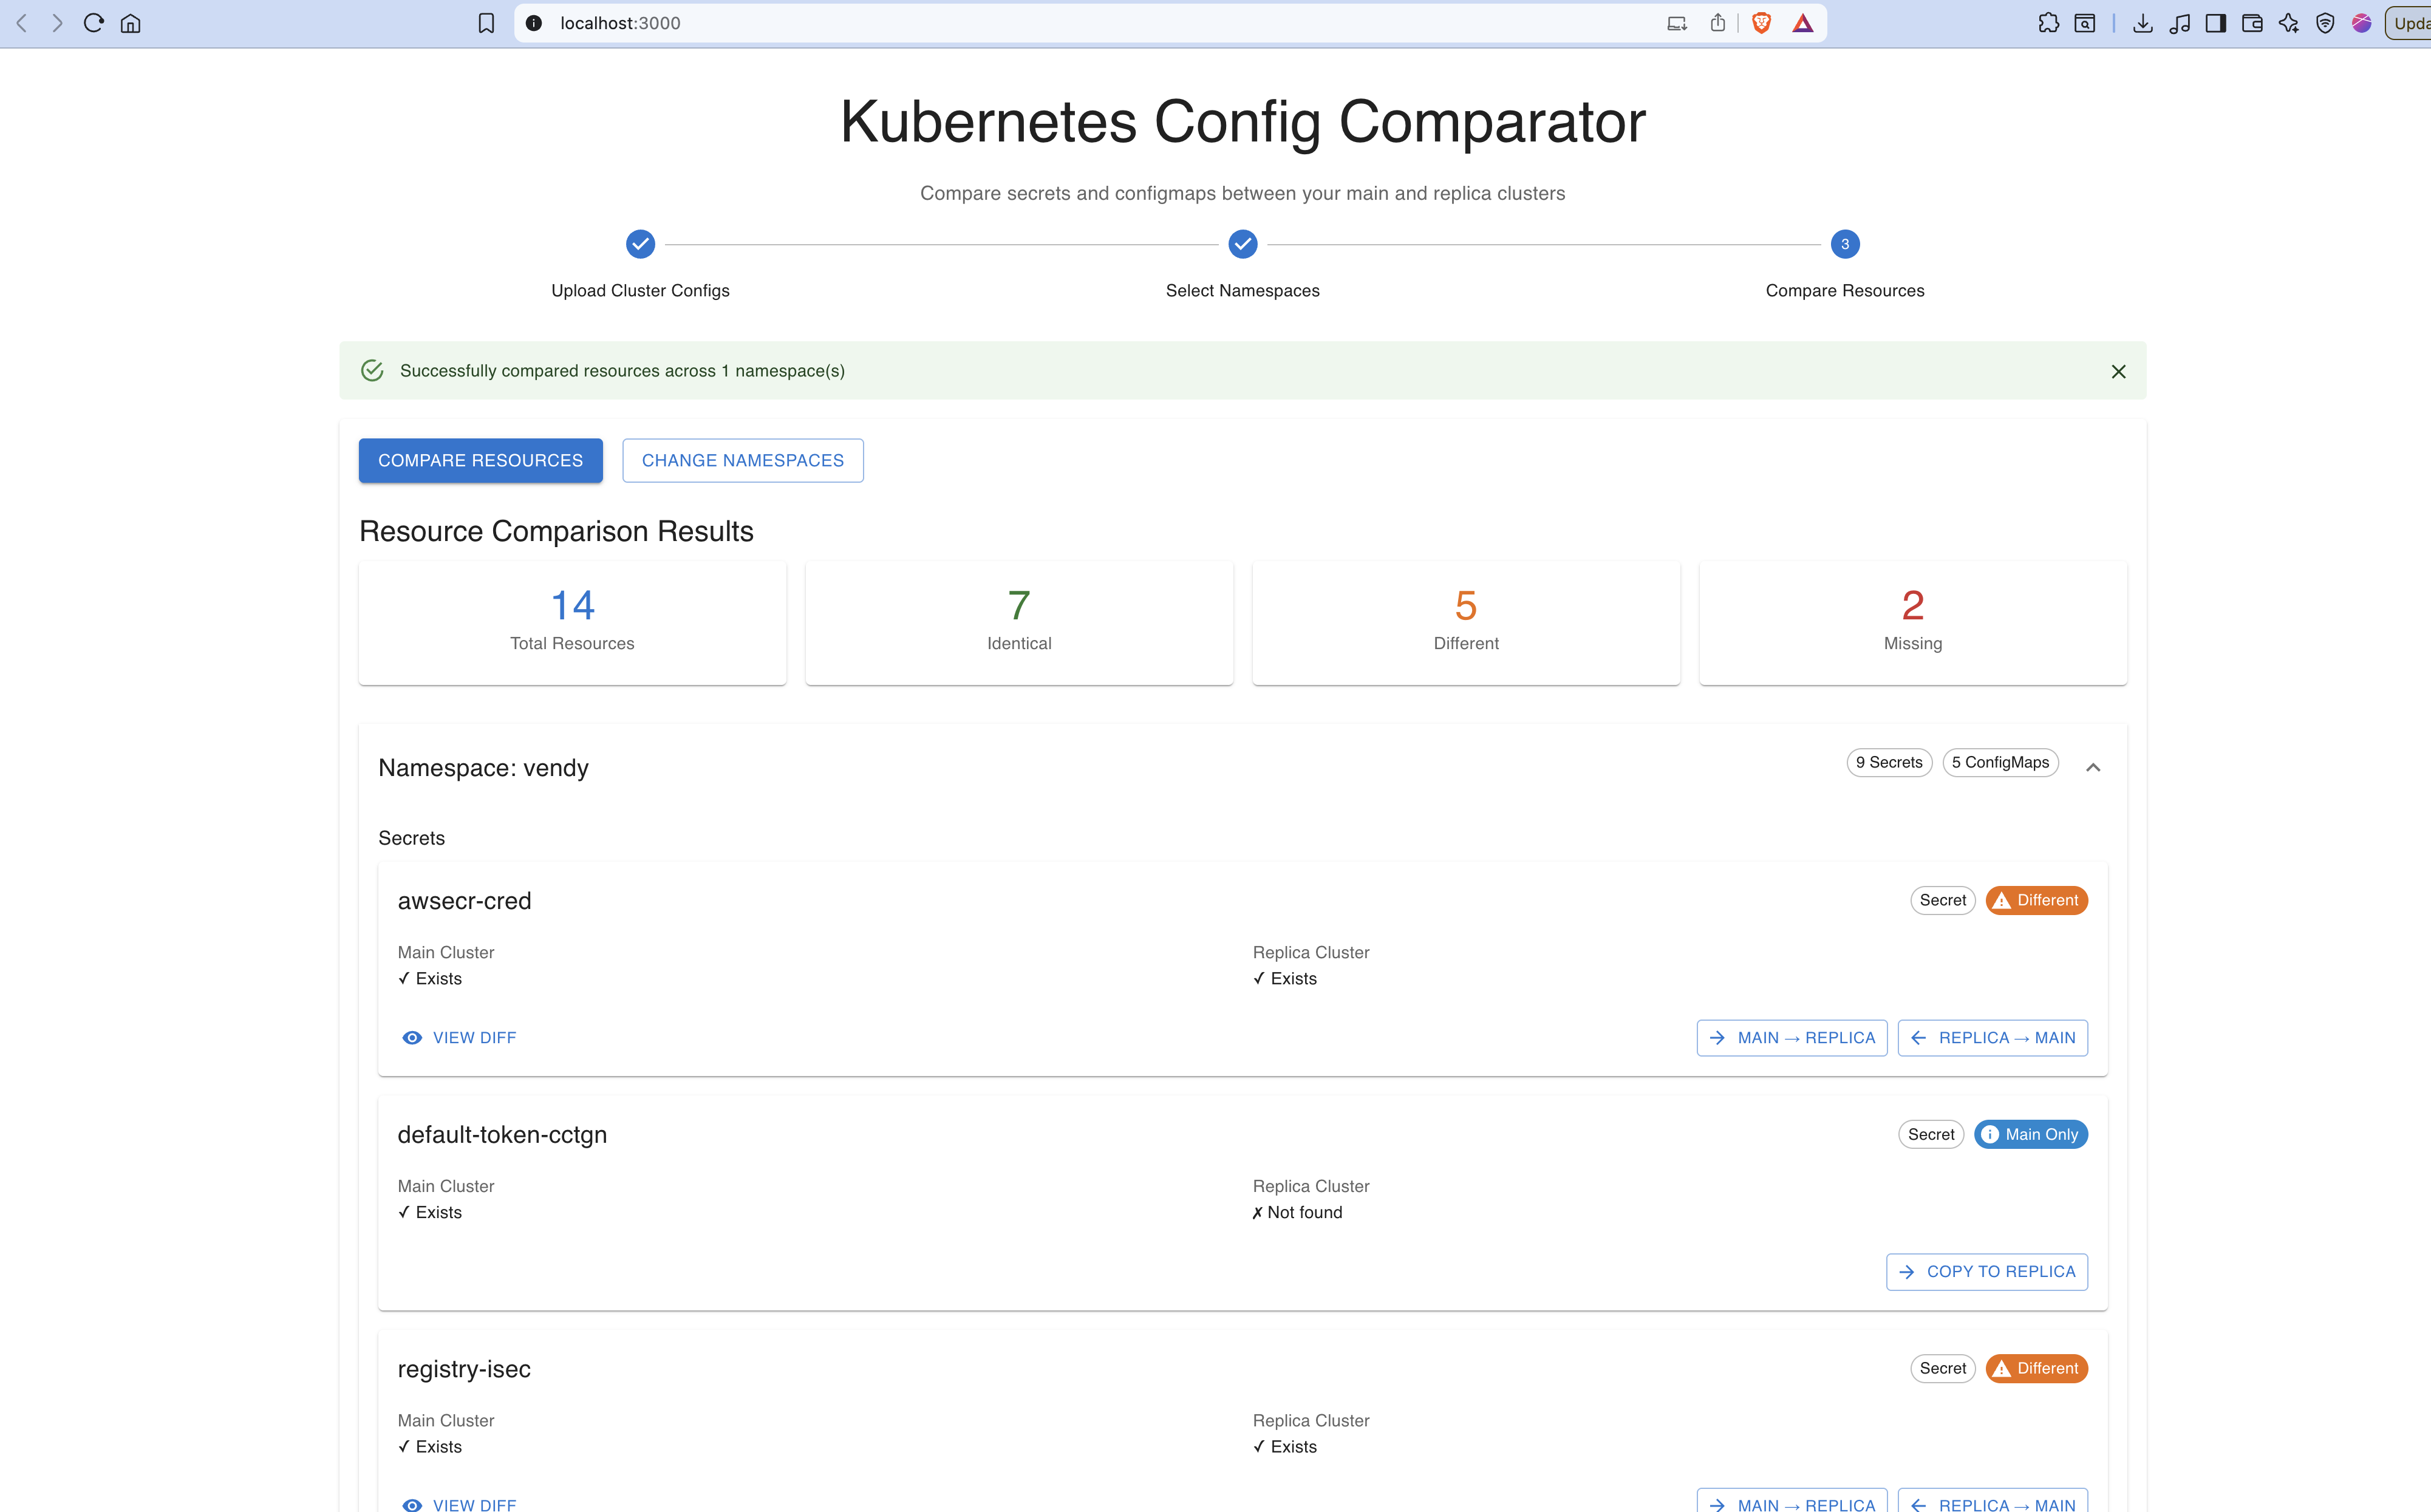 localhost:3000
Upda
Kubernetes Config Comparator
Compare secrets and configmaps between your main and replica clusters
3
Upload Cluster Configs
Select Namespaces
Compare Resources
Successfully compared resources across 1 namespace(s)
COMPARE RESOURCES
CHANGE NAMESPACES
Resource Comparison Results
14
Total Resources
7
Identical
5
Different
2
Missing
Namespace: vendy
9 Secrets
5 ConfigMaps
Secrets
awsecr-cred
Secret
Different
Main Cluster
✓ Exists
Replica Cluster
✓ Exists
VIEW DIFF
MAIN → REPLICA
REPLICA → MAIN
default-token-cctgn
Secret
Main Only
Main Cluster
✓ Exists
Replica Cluster
✗ Not found
COPY TO REPLICA
registry-isec
Secret
Different
Main Cluster
✓ Exists
Replica Cluster
✓ Exists
VIEW DIFF
MAIN → REPLICA
REPLICA → MAIN